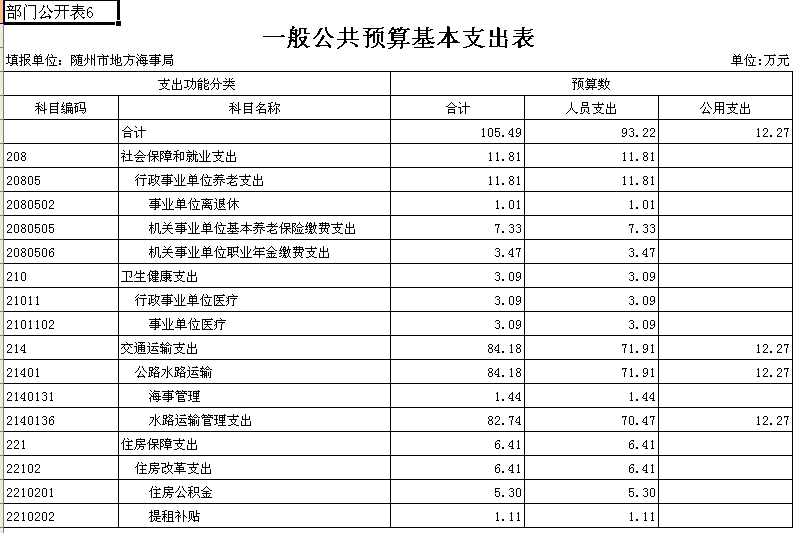 部门公开表6
一般公共预算基本支出表
填报单位：随州市地方海事局 单位:万元
支出功能分类 预算数
科目编码 科目名称 合计 人员支出 公用支出
合计 105.49 93.22 12.27
208 社会保障和就业支出 11.81 11.81
20805 行政事业单位养老支出 11.81 11.81
2080502 事业单位离退休 1.01 1.01
2080505 机关事业单位基本养老保险缴费支出 7.33 7.33
2080506 机关事业单位职业年金缴费支出 3.47 3.47
210 卫生健康支出 3.09 3.09
21011 行政事业单位医疗 3.09 3.09
2101102 事业单位医疗 3.09 3.09
214 交通运输支出 84.18 71.91 12.27
21401 公路水路运输 84.18 71.91 12.27
2140131 海事管理 1.44 1.44
2140136 水路运输管理支出 82.74 70.47 12.27
221 住房保障支出 6.41 6.41
22102 住房改革支出 6.41 6.41
2210201 住房公积金 5.30 5.30
2210202 提租补贴 1.11 1.11